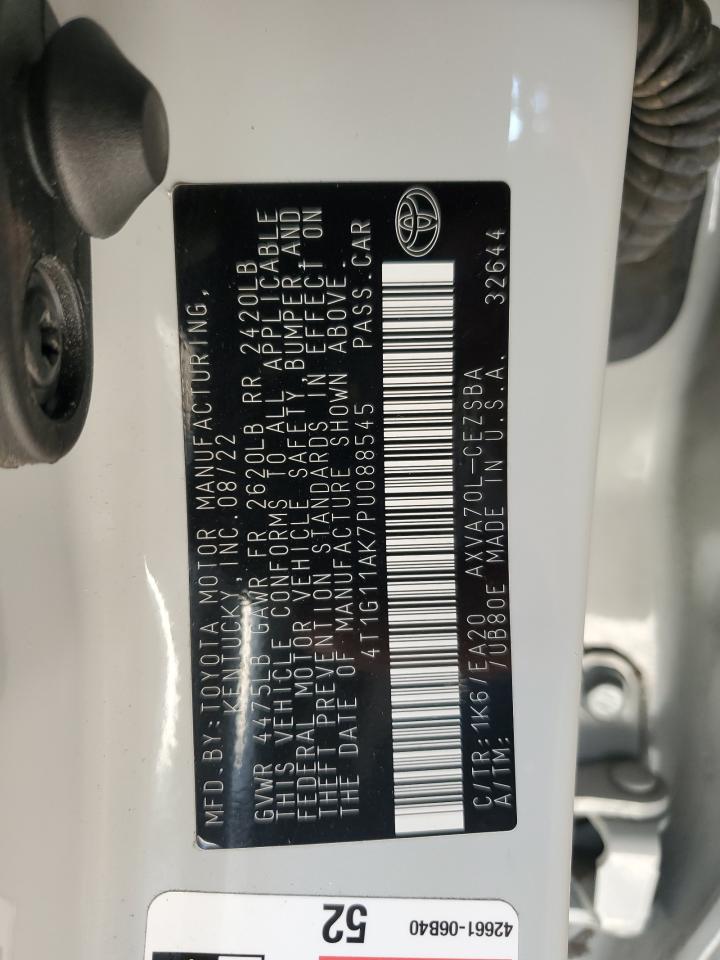 MFD.BY:TOYOTA MOTOR MANUFACTURING,
KENTUCKY, INC. 08/22
GVWR 4475LB GAWR FR 2620LB RR 2420LB
THIS VEHICLE CONFORMS TO ALL APPLICABLE
FEDERAL MOTOR VEHICLE SAFETY, BUMPER, AND
THEFT PREVENTION STANDARDS IN EFFECT ON
THE DATE OF MANUFACTURE SHOWN ABOVE.
4T1G11AK7PU088545 PASS.CAR
C/TR:1K6 /EA20 AXVA70L-CEZSBA
A/TM: /UB80E MADE IN U.S.A. 32644
42661-06B40
52